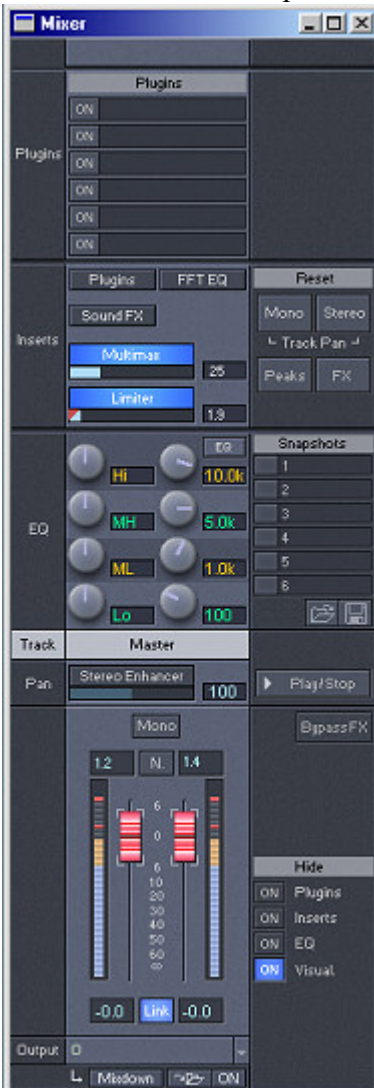 Mixer
Plugins
Plugins
ON
ON
ON
ON
ON
ON
Inserts
Plugins FFT EQ
Sound FX
Multimax
25
Limiter
1.9
Reset
Mono Stereo
Track Pan
Peaks FX
EQ
EQ
Hi 10.0k
MH 5.0k
ML 1.0k
Lo 100
Snapshots
1
2
3
4
5
6
Track Master
Pan Stereo Enhancer 100
Play/Stop
Mono
BypassFX
1.2 N. 1.4
6
0
6
10
20
30
40
50
60
∞
Hide
ON Plugins
ON Inserts
ON EQ
ON Visual
-0.0 Link -0.0
Output 0
Mixdown ON